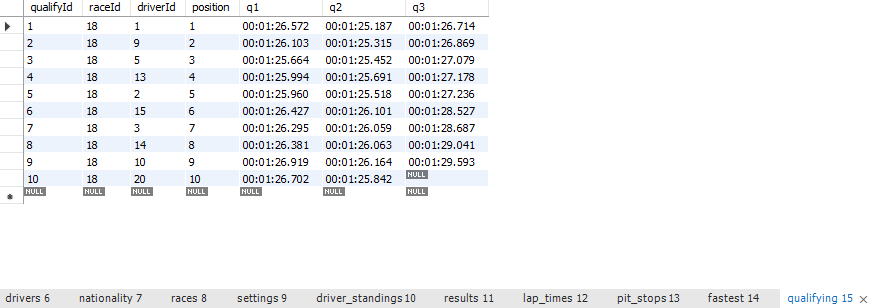 qualifyId raceId driverId position q1 q2 q3
1 18 1 1 00:01:26.572 00:01:25.187 00:01:26.714
2 18 9 2 00:01:26.103 00:01:25.315 00:01:26.869
3 18 5 3 00:01:25.664 00:01:25.452 00:01:27.079
4 18 13 4 00:01:25.994 00:01:25.691 00:01:27.178
5 18 2 5 00:01:25.960 00:01:25.518 00:01:27.236
6 18 15 6 00:01:26.427 00:01:26.101 00:01:28.527
7 18 3 7 00:01:26.295 00:01:26.059 00:01:28.687
8 18 14 8 00:01:26.381 00:01:26.063 00:01:29.041
9 18 10 9 00:01:26.919 00:01:26.164 00:01:29.593
10 18 20 10 00:01:26.702 00:01:25.842 NULL
NULL NULL NULL NULL NULL NULL NULL
drivers 6 nationality 7 races 8 settings 9 driver_standings 10 results 11 lap_times 12 pit_stops 13 fastest 14 qualifying 15